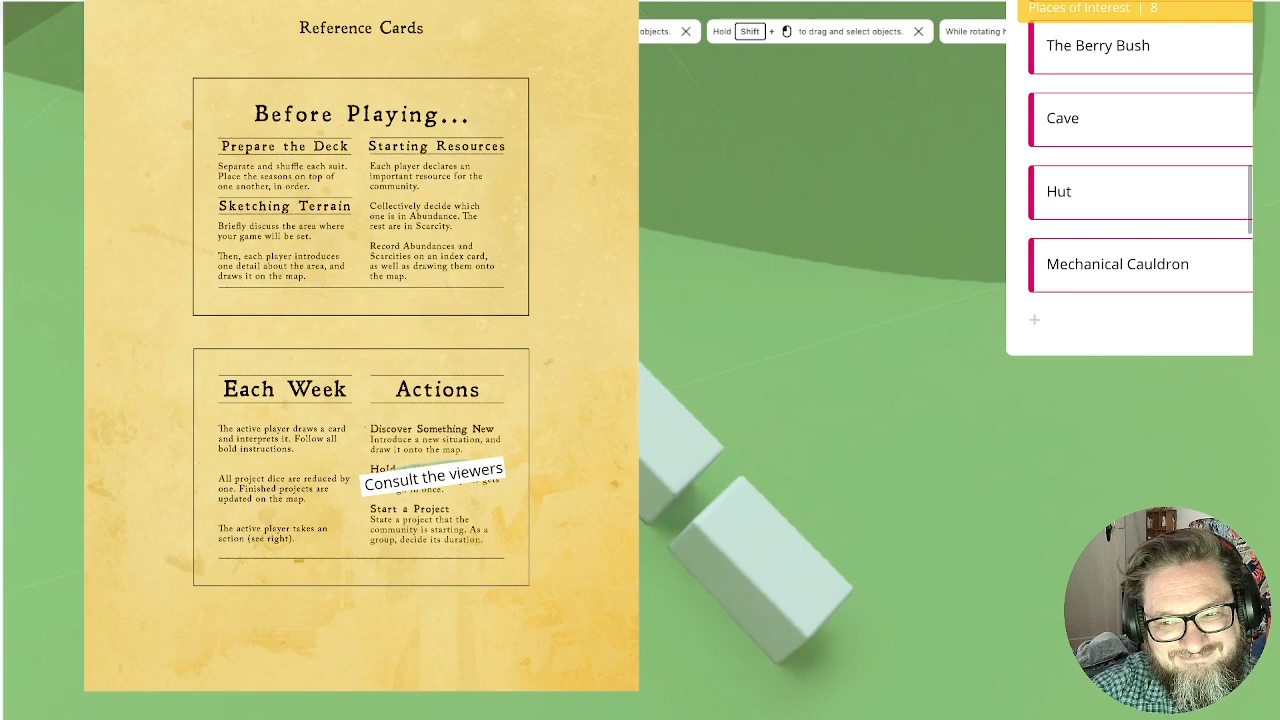 Reference Cards
Before Playing...
Prepare the Deck
Separate and shuffle each suit.
Place the seasons on top of
one another, in order.
Sketching Terrain
Briefly discuss the area where
your game will be set.
Then, each player introduces
one detail about the area, and
draws it on the map.
Starting Resources
Each player declares an
important resource for the
community.
Collectively decide which
one is in Abundance. The
rest are in Scarcity.
Record Abundances and
Scarcities on an index card,
as well as drawing them onto
the map.
Each Week
The active player draws a card
and interprets it. Follow all
bold instructions.
All project dice are reduced by
one. Finished projects are
updated on the map.
The active player takes an
action (see right).
Actions
Discover Something New
Introduce a new situation, and
draw it onto the map.
Hold
Consult the viewers
once.
Start a Project
State a project that the
community is starting. As a
group, decide its duration.
objects.
Hold Shift + to drag and select objects.
While rotating
Places of Interest | 8
The Berry Bush
Cave
Hut
Mechanical Cauldron